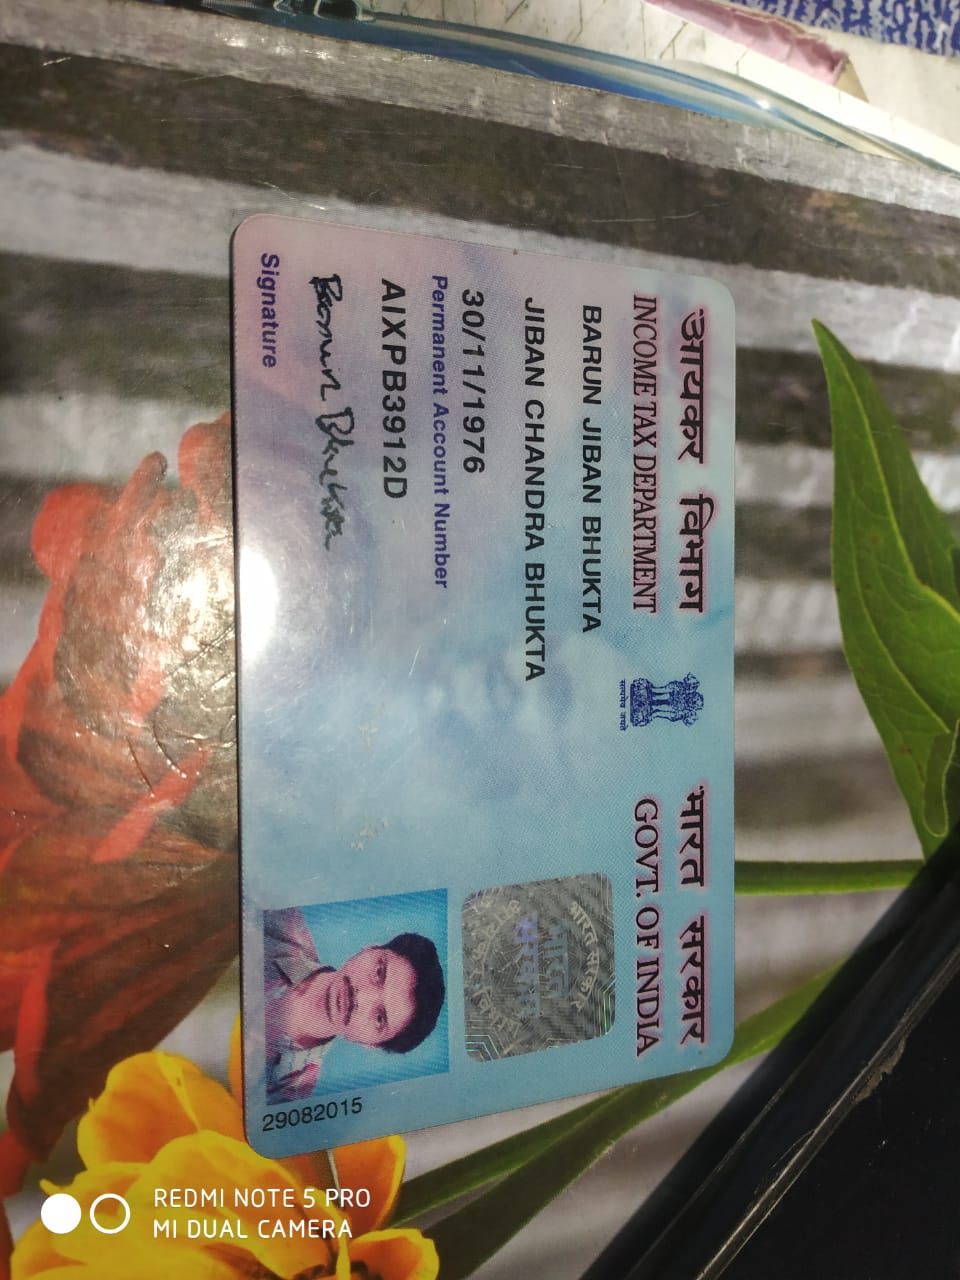 आयकर विभाग
INCOME TAX DEPARTMENT
सत्यमेव जयते
भारत सरकार
GOVT. OF INDIA
BARUN JIBAN BHUKTA
JIBAN CHANDRA BHUKTA
30/11/1976
Permanent Account Number
AIXPB3912D
Barun Bhukta
Signature
29082015
REDMI NOTE 5 PRO
MI DUAL CAMERA